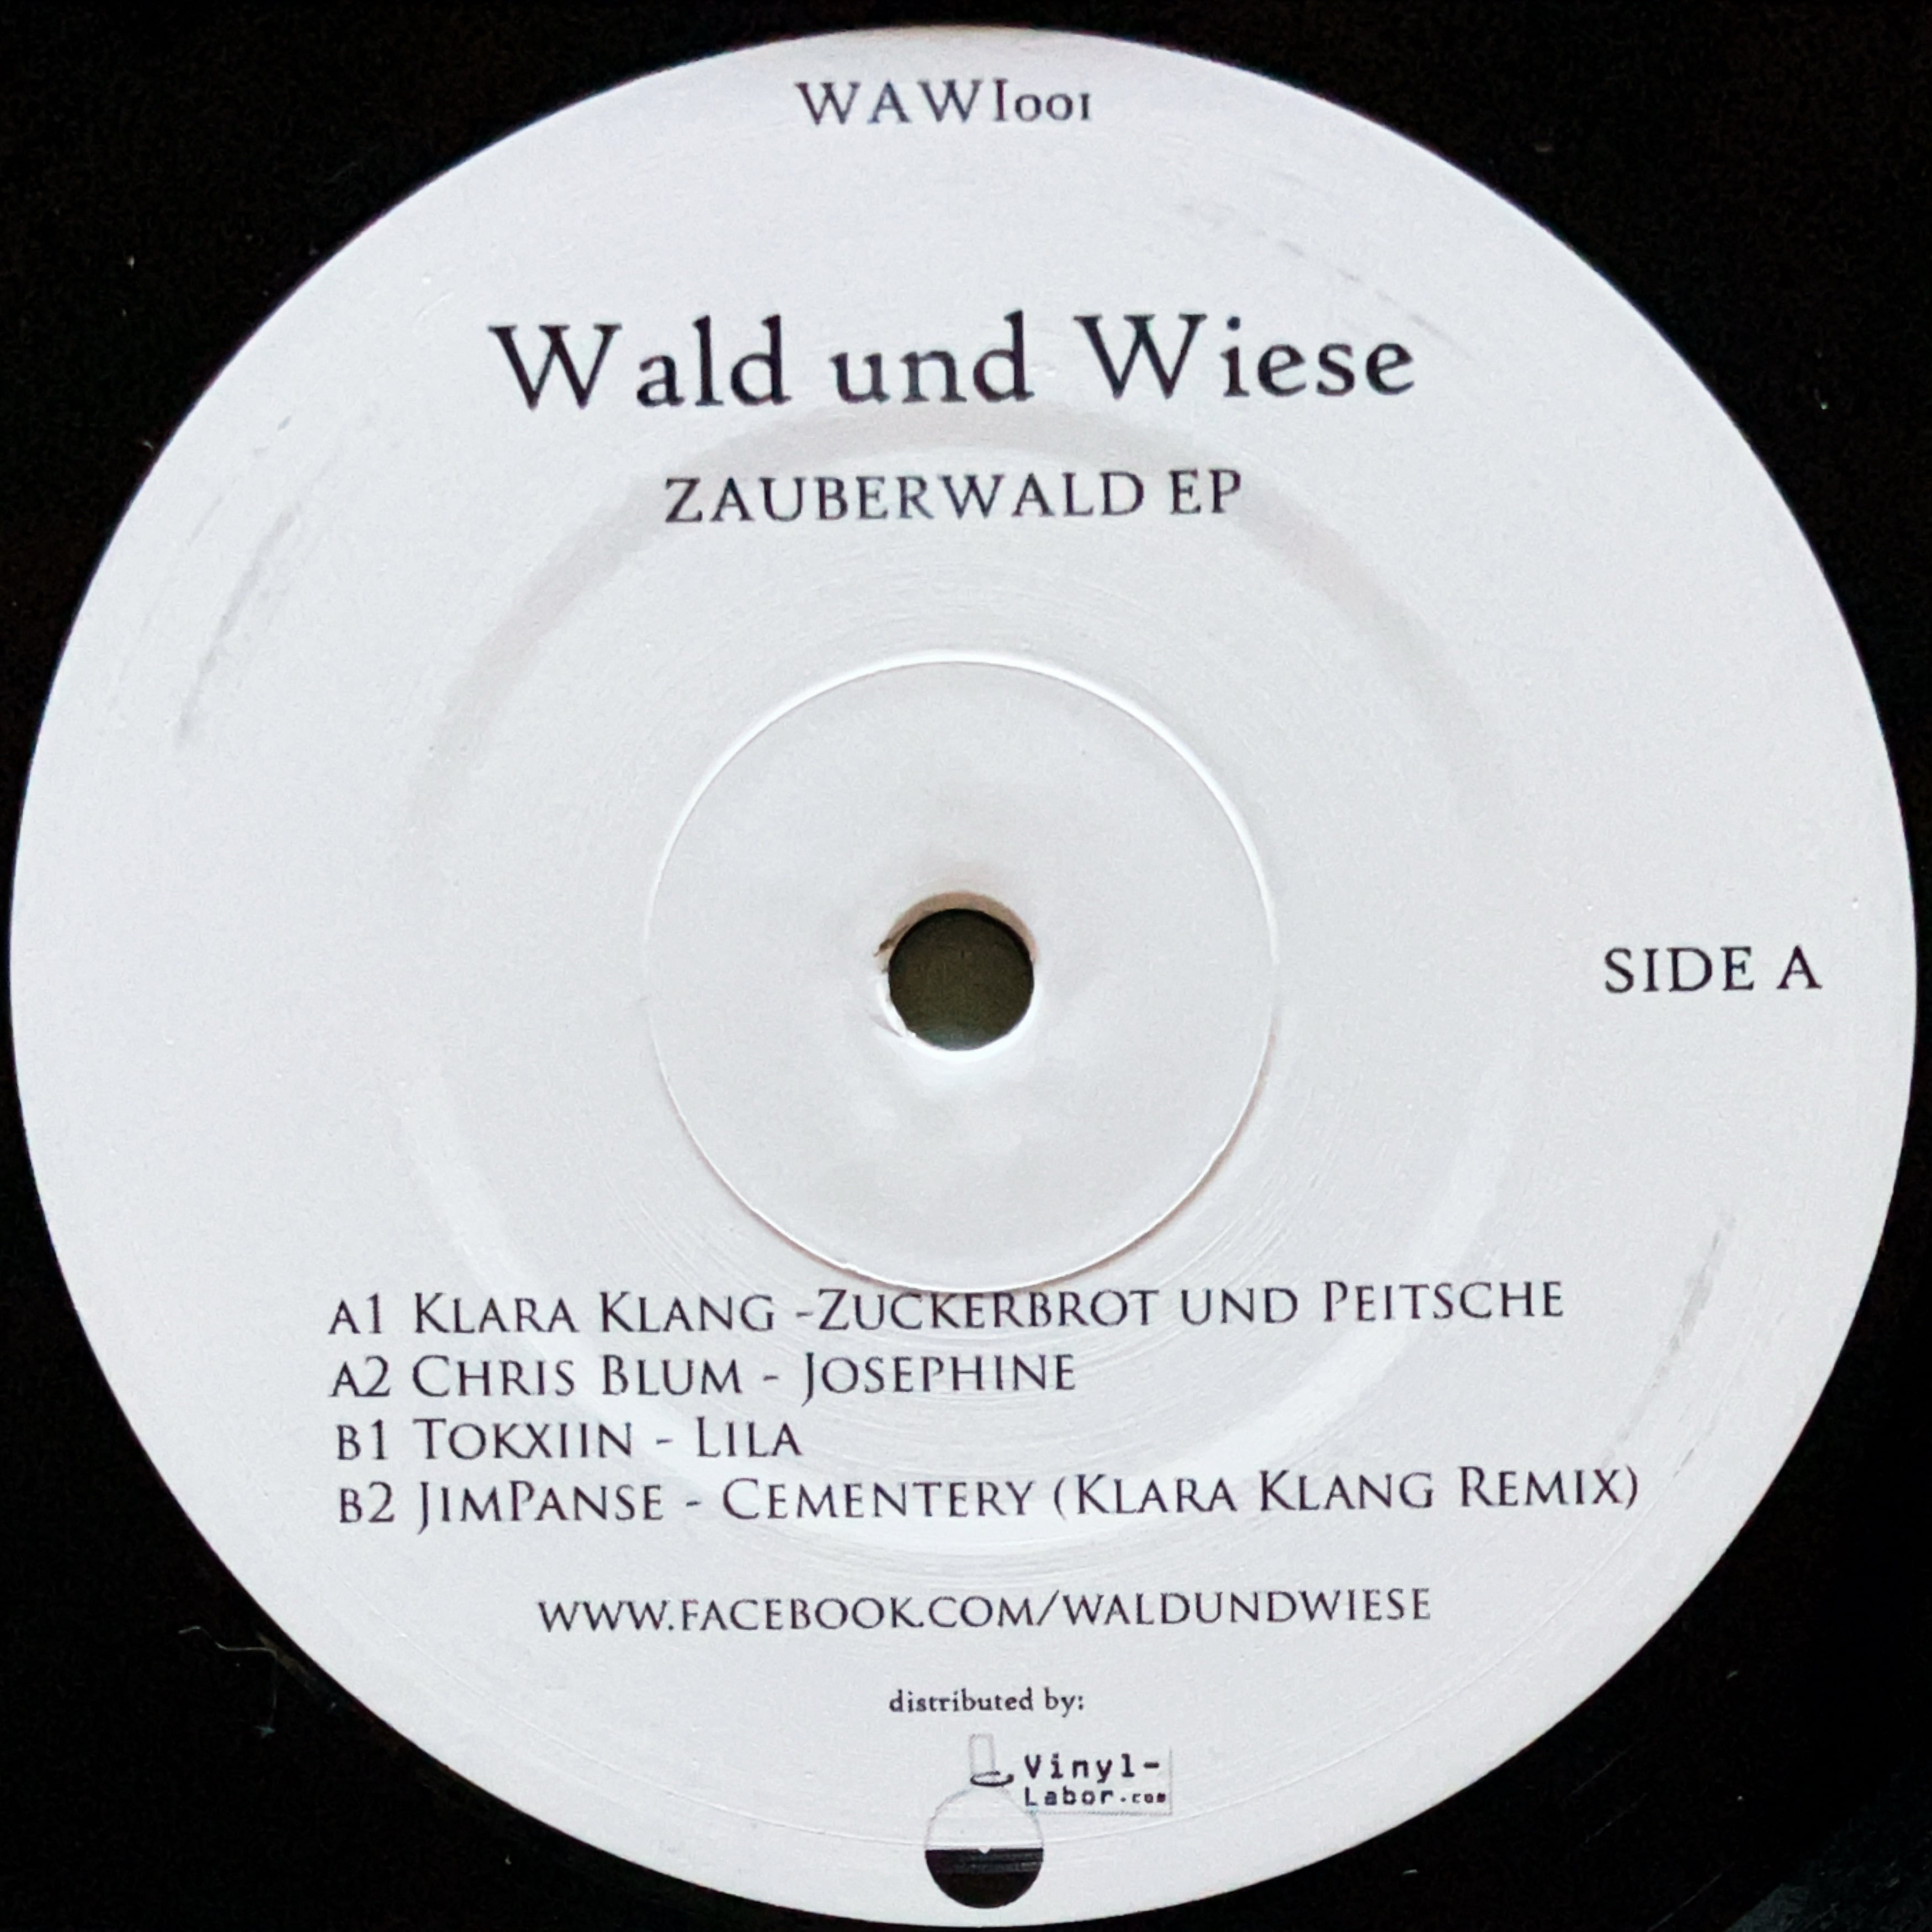 WAWI001
Wald und Wiese
ZAUBERWALD EP
SIDE A
A1 KLARA KLANG -ZUCKERBROT UND PEITSCHE
A2 CHRIS BLUM - JOSEPHINE
B1 TOKXIIN - LILA
B2 JIMPANSE - CEMENTERY (KLARA KLANG REMIX)
WWW.FACEBOOK.COM/WALDUNDWIESE
distributed by:
Vinyl-
Labor.com